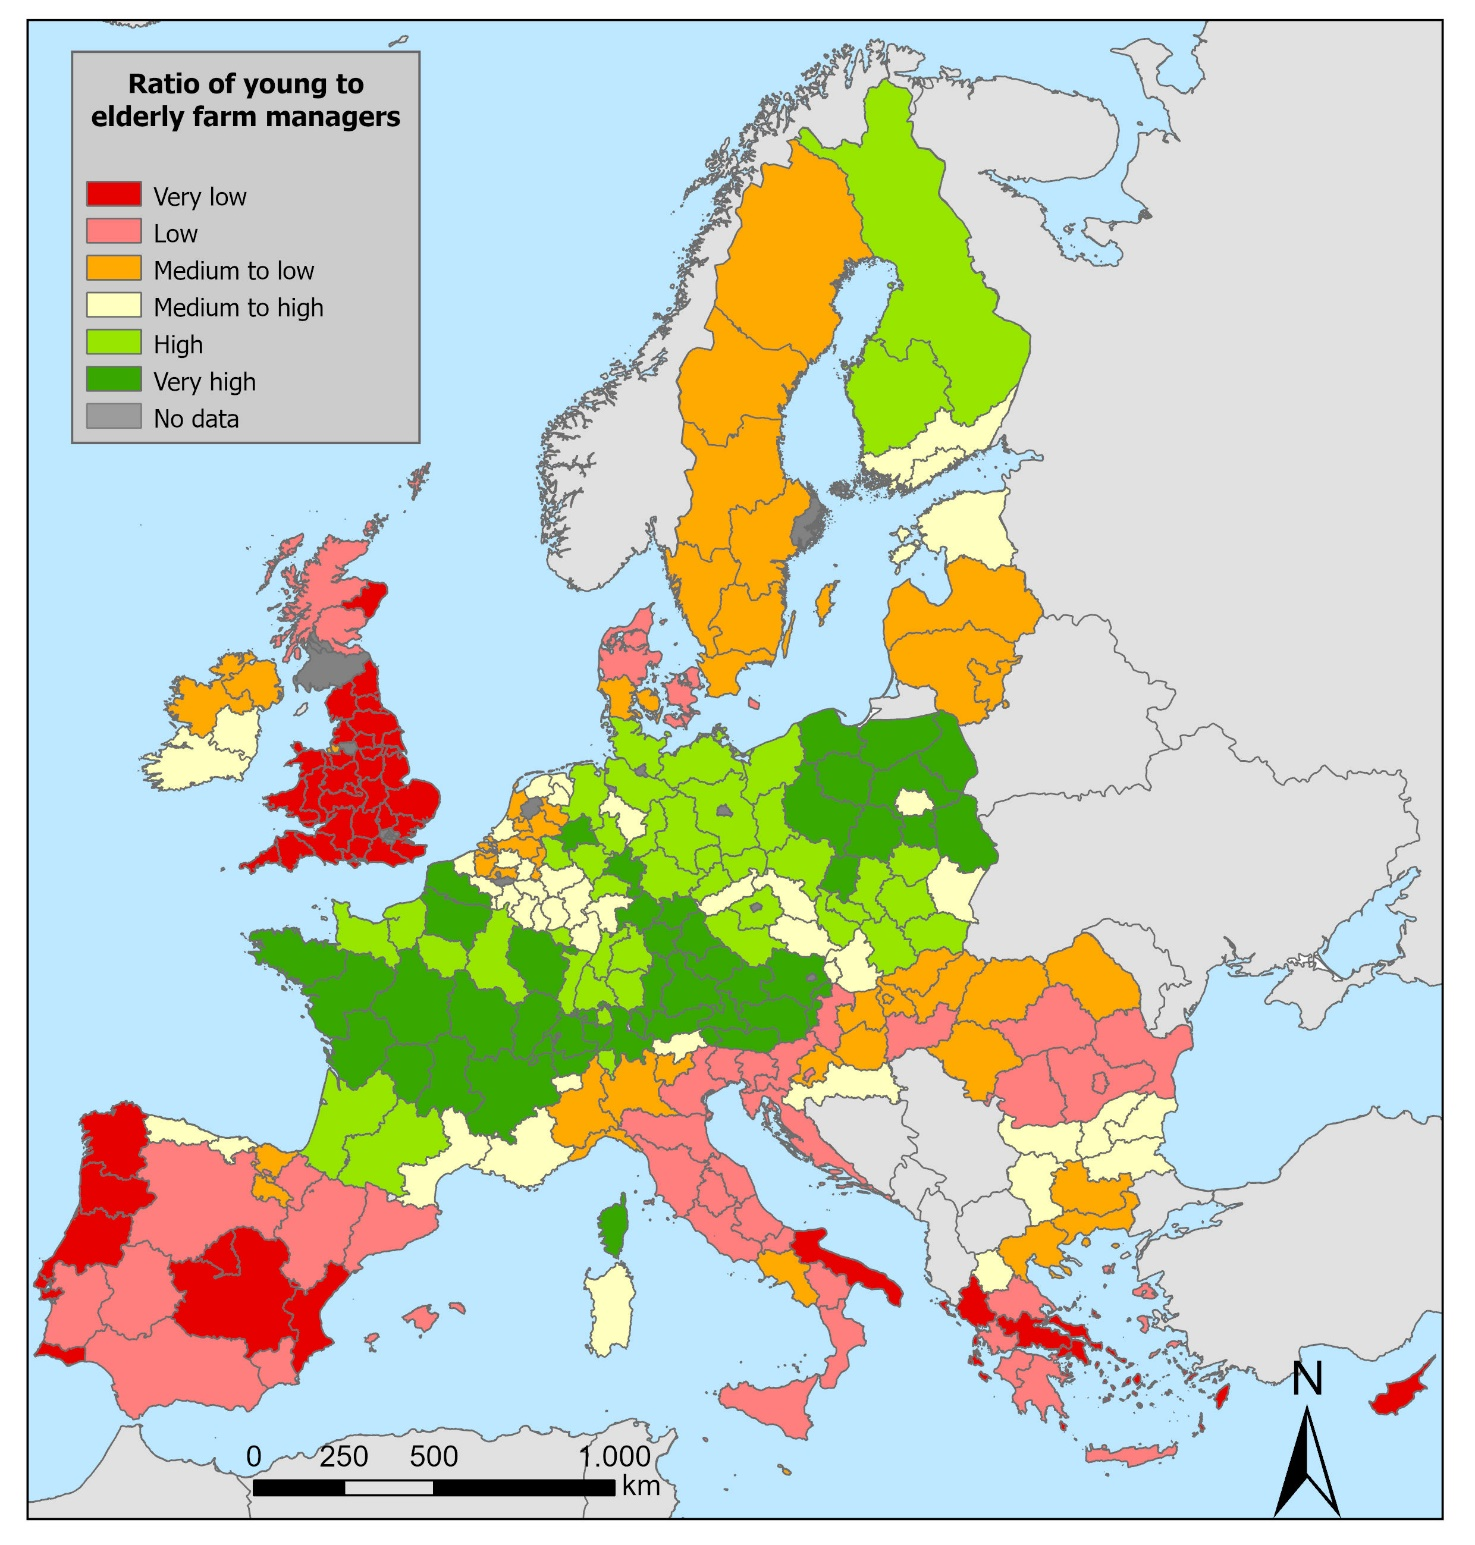 Ratio of young to
elderly farm managers
Very low
Low
Medium to low
Medium to high
High
Very high
No data
N
0 250 500 1.000
km